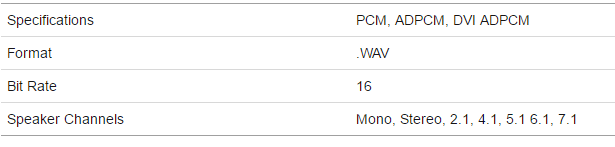 Specifications PCM, ADPCM, DVI ADPCM
Format .WAV
Bit Rate 16
Speaker Channels Mono, Stereo, 2.1, 4.1, 5.1 6.1, 7.1